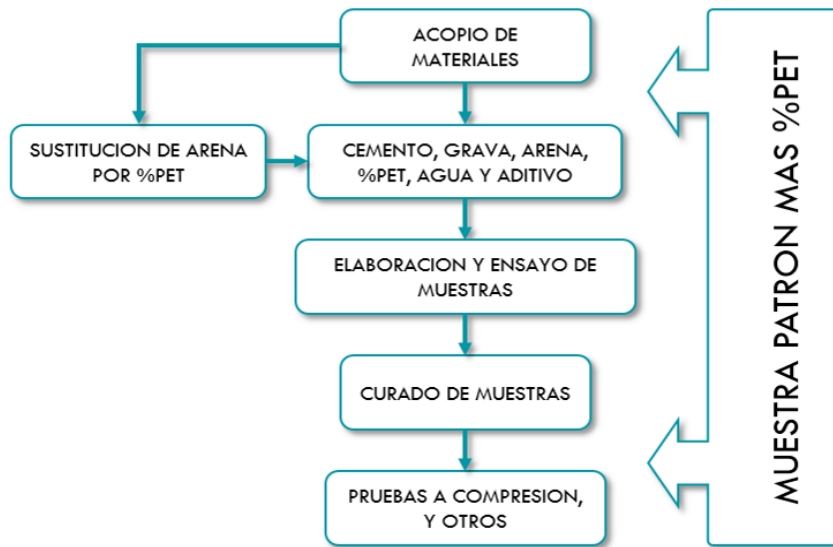 ACOPIO DE
MATERIALES
SUSTITUCION DE ARENA
POR %PET
CEMENTO, GRAVA, ARENA,
%PET, AGUA Y ADITIVO
ELABORACION Y ENSAYO DE
MUESTRAS
CURADO DE MUESTRAS
PRUEBAS A COMPRESION,
Y OTROS
MUESTRA PATRON MAS %PET